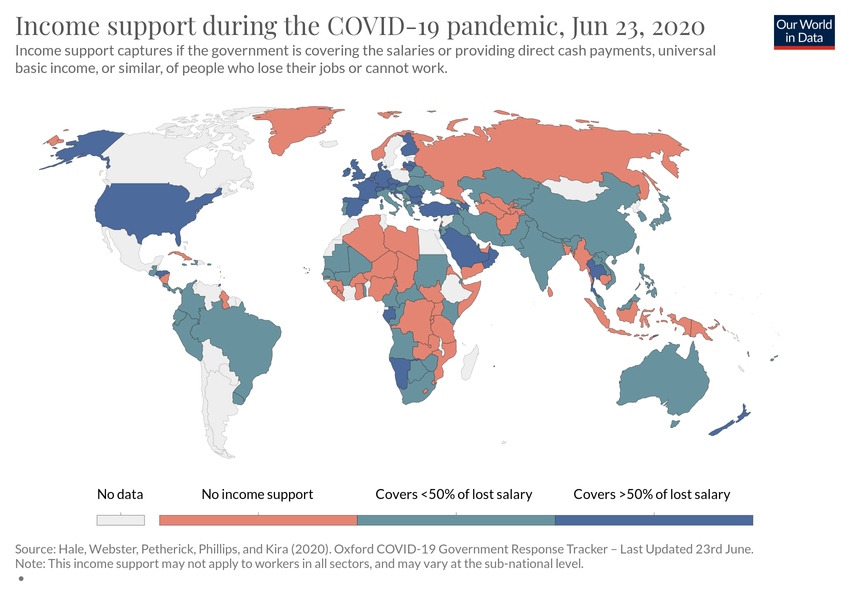 Income support during the COVID-19 pandemic, Jun 23, 2020
Our World
in Data
Income support captures if the government is covering the salaries or providing direct cash payments, universal
basic income, or similar, of people who lose their jobs or cannot work.
No data
No income support
Covers <50% of lost salary
Covers >50% of lost salary
Source: Hale, Webster, Petherick, Phillips, and Kira (2020). Oxford COVID-19 Government Response Tracker – Last Updated 23rd June.
Note: This income support may not apply to workers in all sectors, and may vary at the sub-national level.